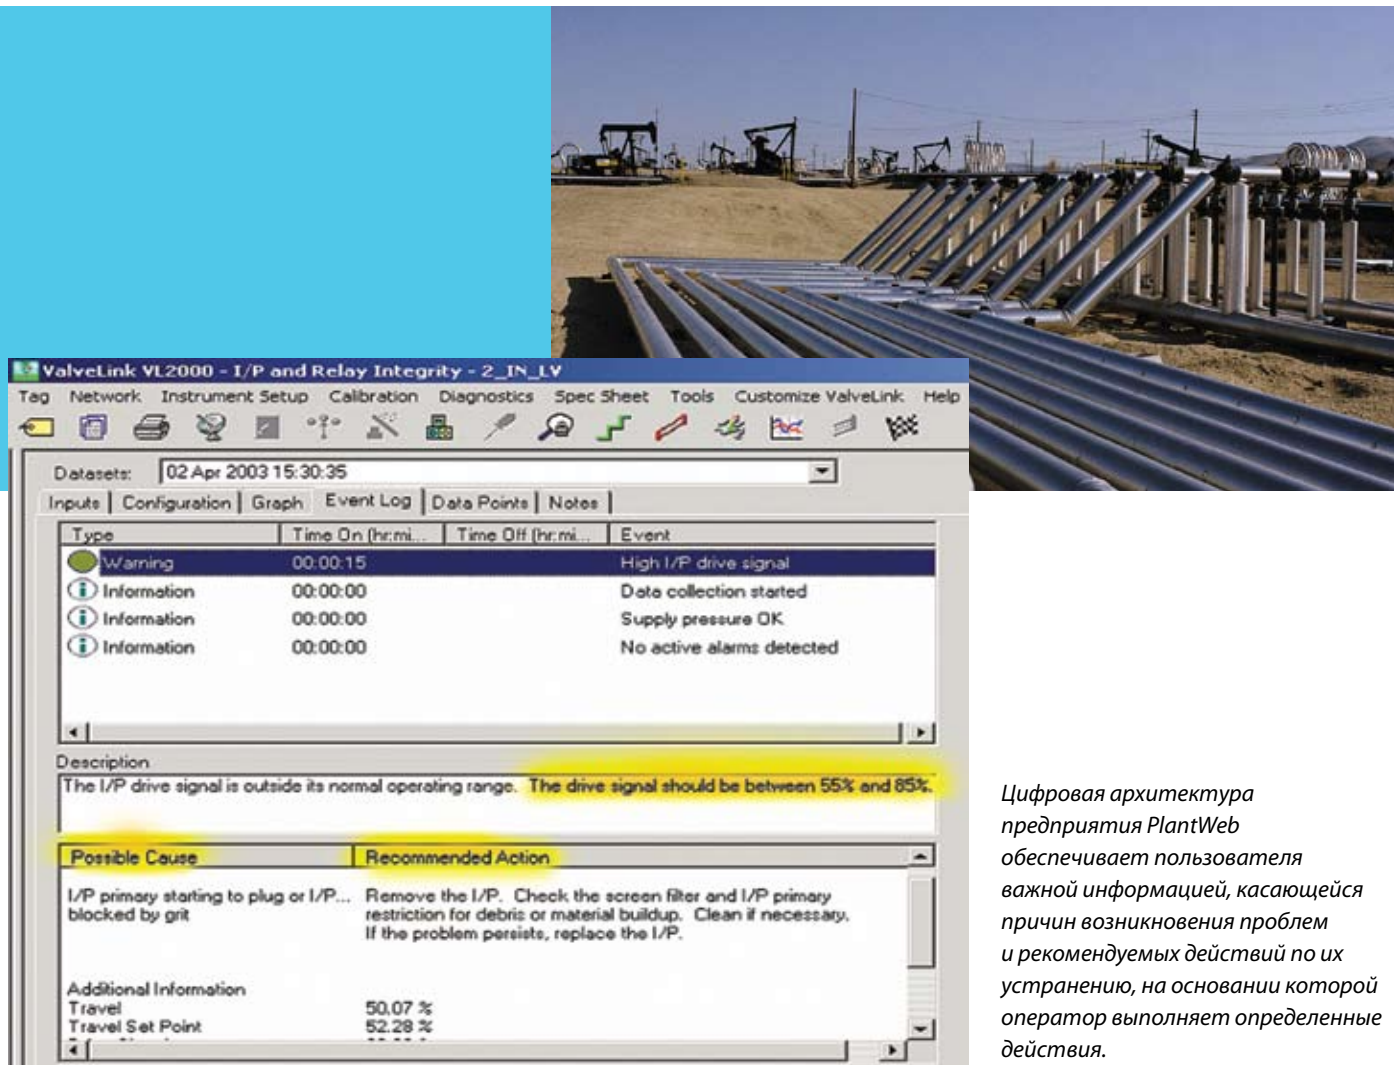 ValveLink VL2000 - I/P and Relay Integrity - 2_IN_LV
Tag Network Instrument Setup Calibration Diagnostics Spec Sheet Tools Customize ValveLink Help
Datasets: 02 Apr 2003 15:30:35
Inputs Configuration Graph Event Log Data Points Notes
Type Time On (hr:mi... Time Off (hr:mi... Event
Warning 00:00:15 High I/P drive signal
Information 00:00:00 Data collection started
Information 00:00:00 Supply pressure OK
Information 00:00:00 No active alarms detected
Description
The I/P drive signal is outside its normal operating range. The drive signal should be between 55% and 85%.
Possible Cause Recommended Action
I/P primary starting to plug or I/P... Remove the I/P. Check the screen filter and I/P primary
blocked by grit restriction for debris or material buildup. Clean if necessary.
If the problem persists, replace the I/P.
Additional Information
Travel 50.07 %
Travel Set Point 52.28 %
Цифровая архитектура
предприятия PlantWeb
обеспечивает пользователя
важной информацией, касающейся
причин возникновения проблем
и рекомендуемых действий по их
устранению, на основании которой
оператор выполняет определенные
действия.